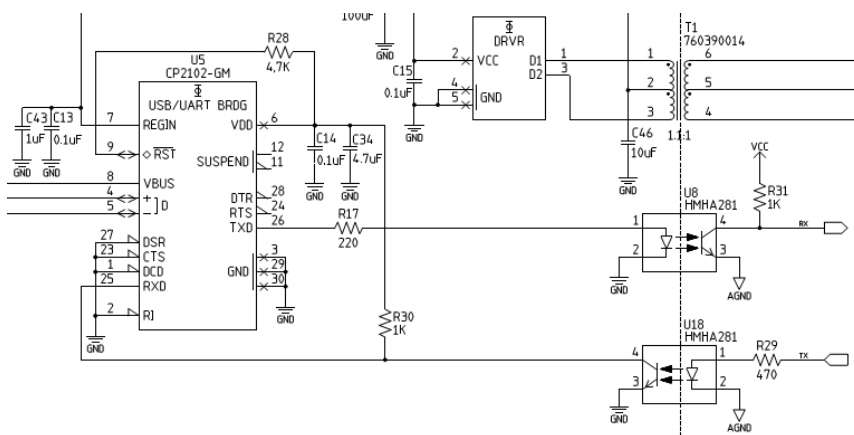 100uF
GND
C15
0.1uF
GND
DRVR
2 VCC
4
5 GND
D1 1
D2 3
T1
760390014
1
2
3
6
5
4
1.1:1
C46
10uF
GND
R28
4.7K
U5
CP2102-GM
USB/UART BRDG
C43
1uF
GND
C13
0.1uF
GND
7 REGIN
9 RST
8 VBUS
4 +
5 - D
27 DSR
23 CTS
1 DCD
25 RXD
2 RI
GND
VDD 6
SUSPEND 12
11
DTR 28
RTS 24
TXD 26
GND 3
29
30
GND
C14
0.1uF
GND
C34
4.7uF
GND
R17
220
R30
1K
U8
HMHA281
1
2
4
3
GND
AGND
VCC
R31
1K
RX
U18
HMHA281
4
3
1
2
GND
AGND
R29
470
TX